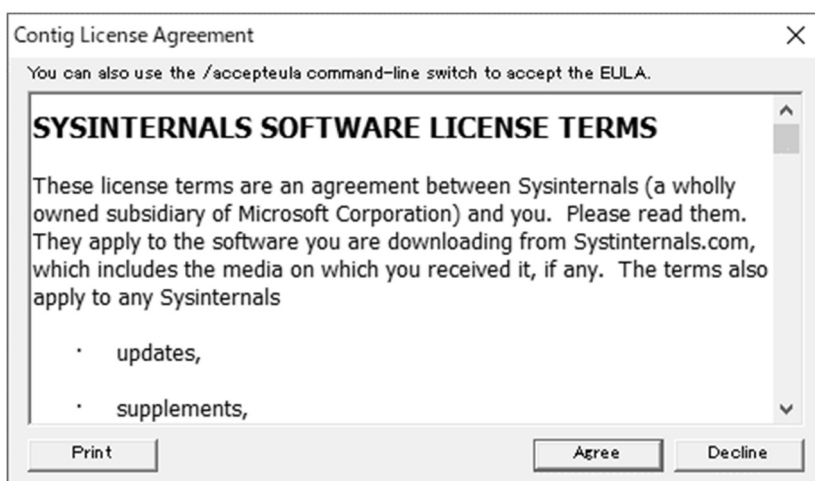 Contig License Agreement
You can also use the /accepteula command-line switch to accept the EULA.
SYSINTERNALS SOFTWARE LICENSE TERMS
These license terms are an agreement between Sysinternals (a wholly
owned subsidiary of Microsoft Corporation) and you.  Please read them.
They apply to the software you are downloading from Systinternals.com,
which includes the media on which you received it, if any.  The terms also
apply to any Sysinternals
· updates,
· supplements,
Print Agree Decline